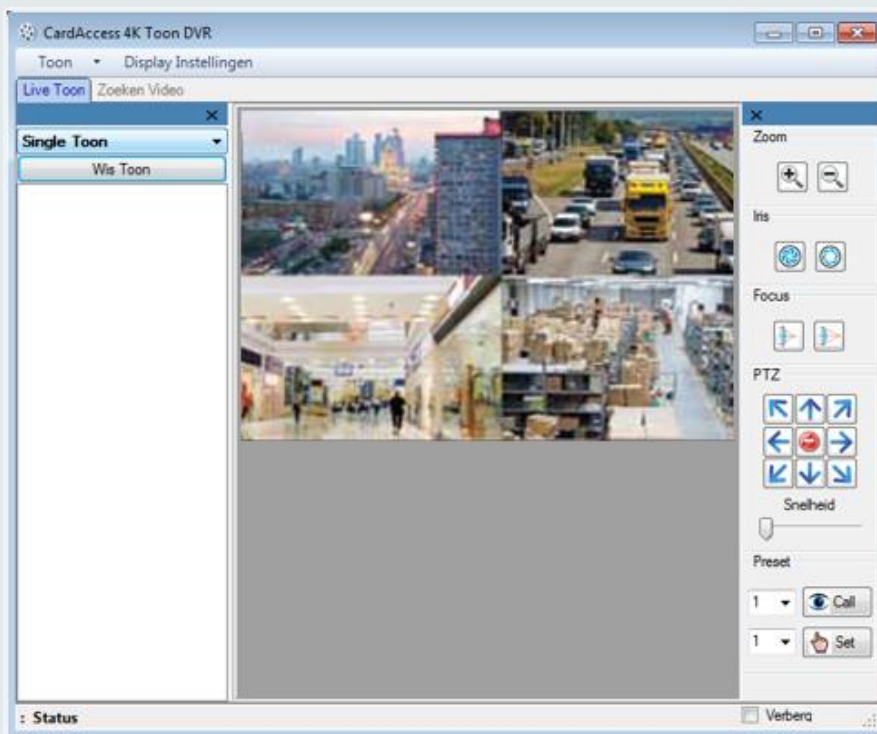 CardAccess 4K Toon DVR
Toon Display Instellingen
Live Toon Zoeken Video
Single Toon
Wis Toon
Zoom
Iris
Focus
PTZ
Snelheid
Preset
1 Call
1 Set
: Status
Verberg